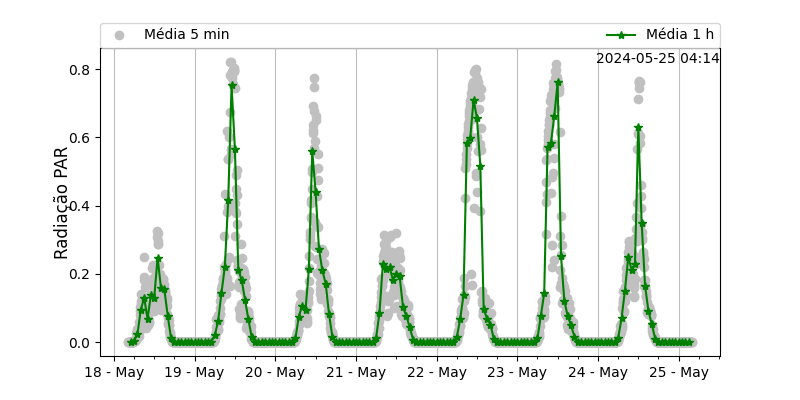 Média 5 min
Média 1 h
2024-05-25 04:14
Radiação PAR
0.8
0.6
0.4
0.2
0.0
18 - May
19 - May
20 - May
21 - May
22 - May
23 - May
24 - May
25 - May